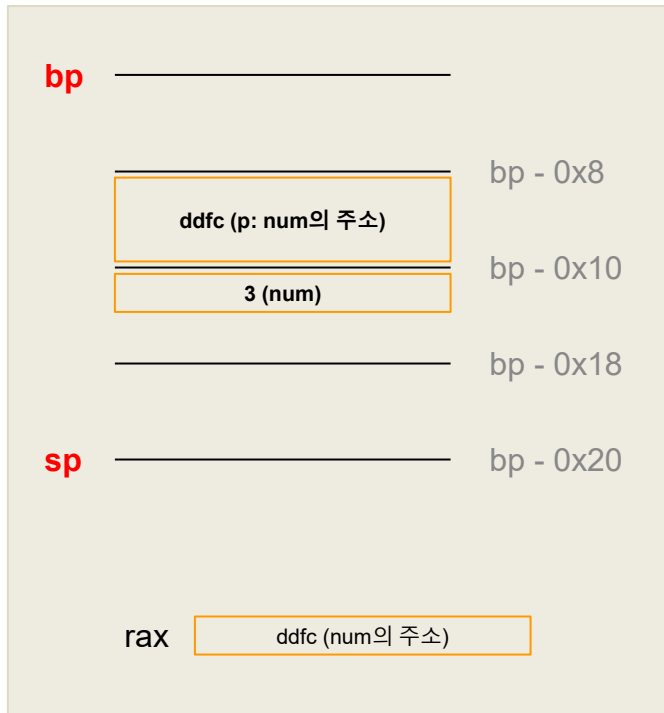 bp
bp - 0x8
ddfc (p: num의 주소)
bp - 0x10
3 (num)
bp - 0x18
sp
bp - 0x20
rax
ddfc (num의 주소)